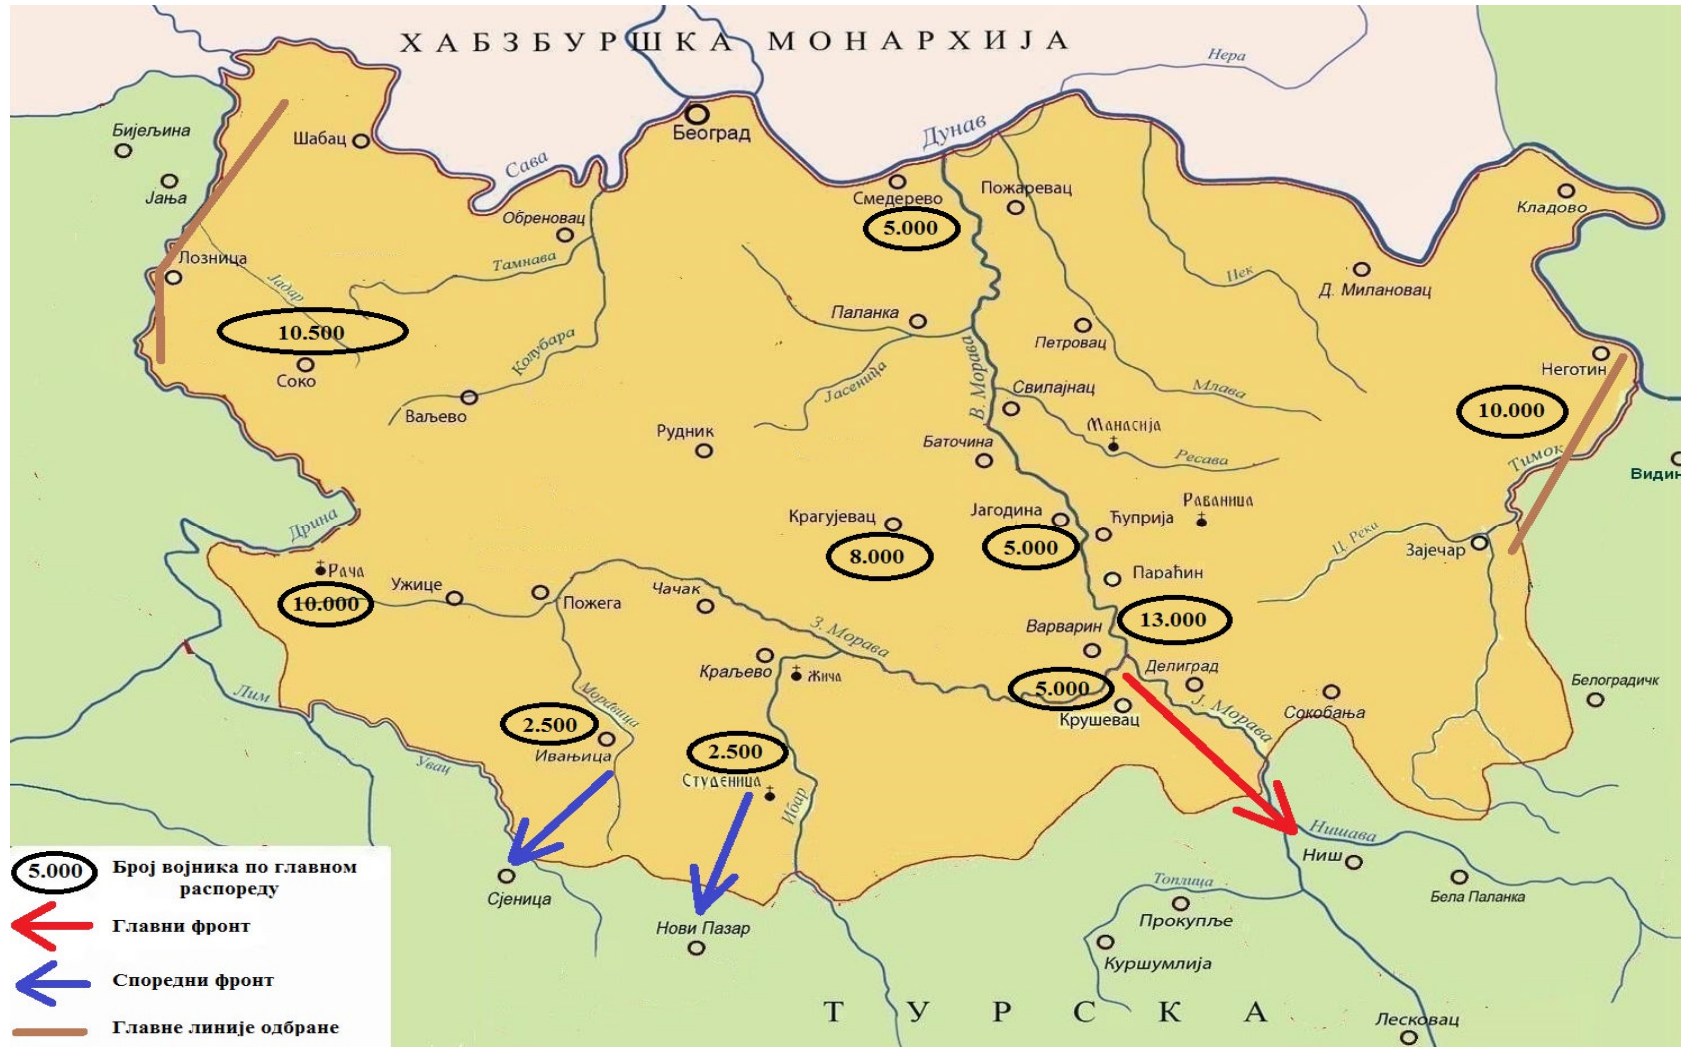 ХАБЗБУРШКА МОНАРХИЈА
Нера
Бијељина
Шабац
Београд
Дунав
Сава
Јања
Смедерево
Пожаревац
Кладово
Обреновац
5.000
Лозница
Тамнава
Пек
Јадар
Д. Милановац
10.500
Паланка
Петровац
Колубара
В. Морава
Соко
Неготин
Јасеница
Свилајнац
Млава
Ваљево
10.000
Рудник
Баточина
Манасија
Ресава
Тимок
Видин
Раваница
Дрина
Крагујевац
Јагодина
Ћуприја
Ц. Река
8.000
5.000
Зајечар
Рача
Ужице
Пожега
Чачак
Параћин
10.000
13.000
З. Морава
Варварин
Краљево
Жича
Делиград
Белоградичк
Лим
Моравица
5.000
Крушевац
Ј. Морава
Сокобања
2.500
Ивањица
2.500
Увац
Студеница
Ибар
Нишава
Ниш
5.000
Број војника по главном
распореду
Сјеница
Топлица
Бела Паланка
Главни фронт
Нови Пазар
Прокупље
Куршумлија
Споредни фронт
ТУРСКА
Главне линије одбране
Лесковац